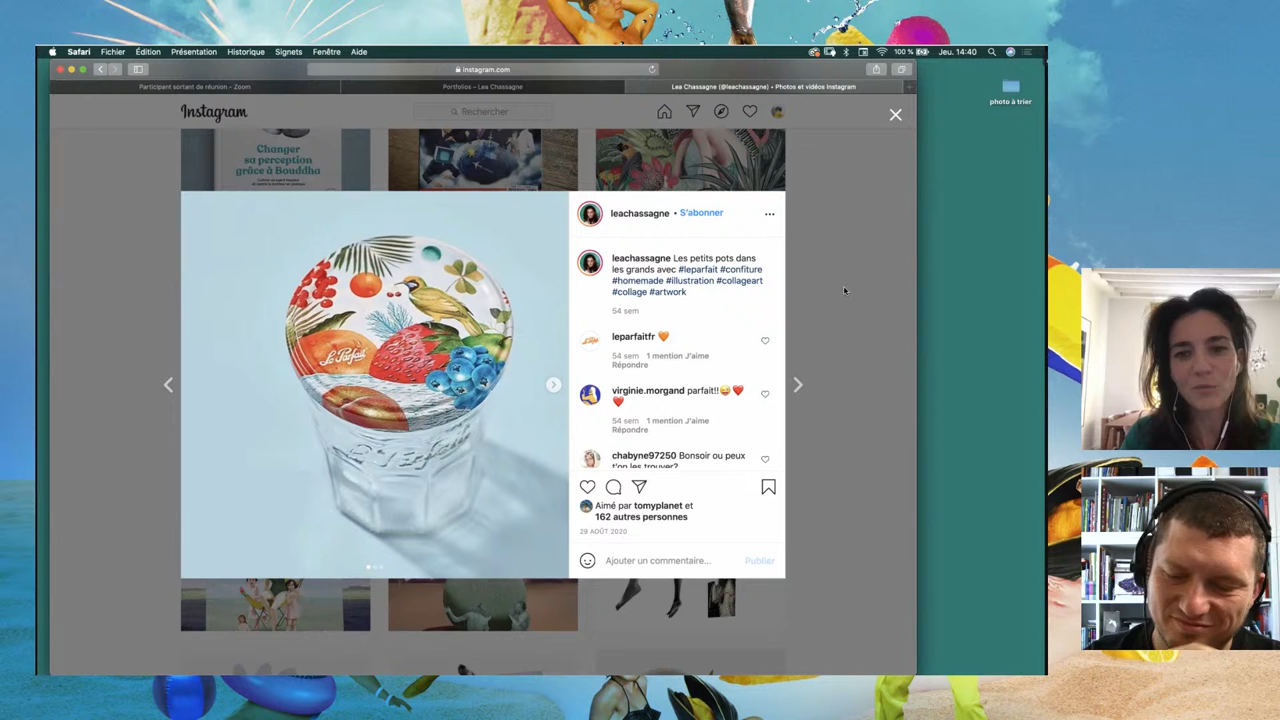 Safari Fichier Édition Présentation Historique Signets Fenêtre Aide
100 % Jeu. 14:40
instagram.com
Participant sortant de réunion – Zoom
Portfolios – Lea Chassagne
Lea Chassagne (@leachassagne) • Photos et vidéos Instagram
photo à trier
Instagram
Rechercher
Changer
sa perception
grâce à Bouddha
Le Parfait
leachassagne • S'abonner
leachassagne Les petits pots dans
les grands avec #leparfait #confiture
#homemade #illustration #collageart
#collage #artwork
54 sem
leparfaitfr 🧡
54 sem 1 mention J'aime
Répondre
virginie.morgand parfait!!😂❤️
❤️
54 sem 1 mention J'aime
Répondre
chabyne97250 Bonsoir ou peux
t'on les trouver?
Aimé par tomyplanet et
162 autres personnes
29 AOÛT 2020
Ajouter un commentaire...
Publier